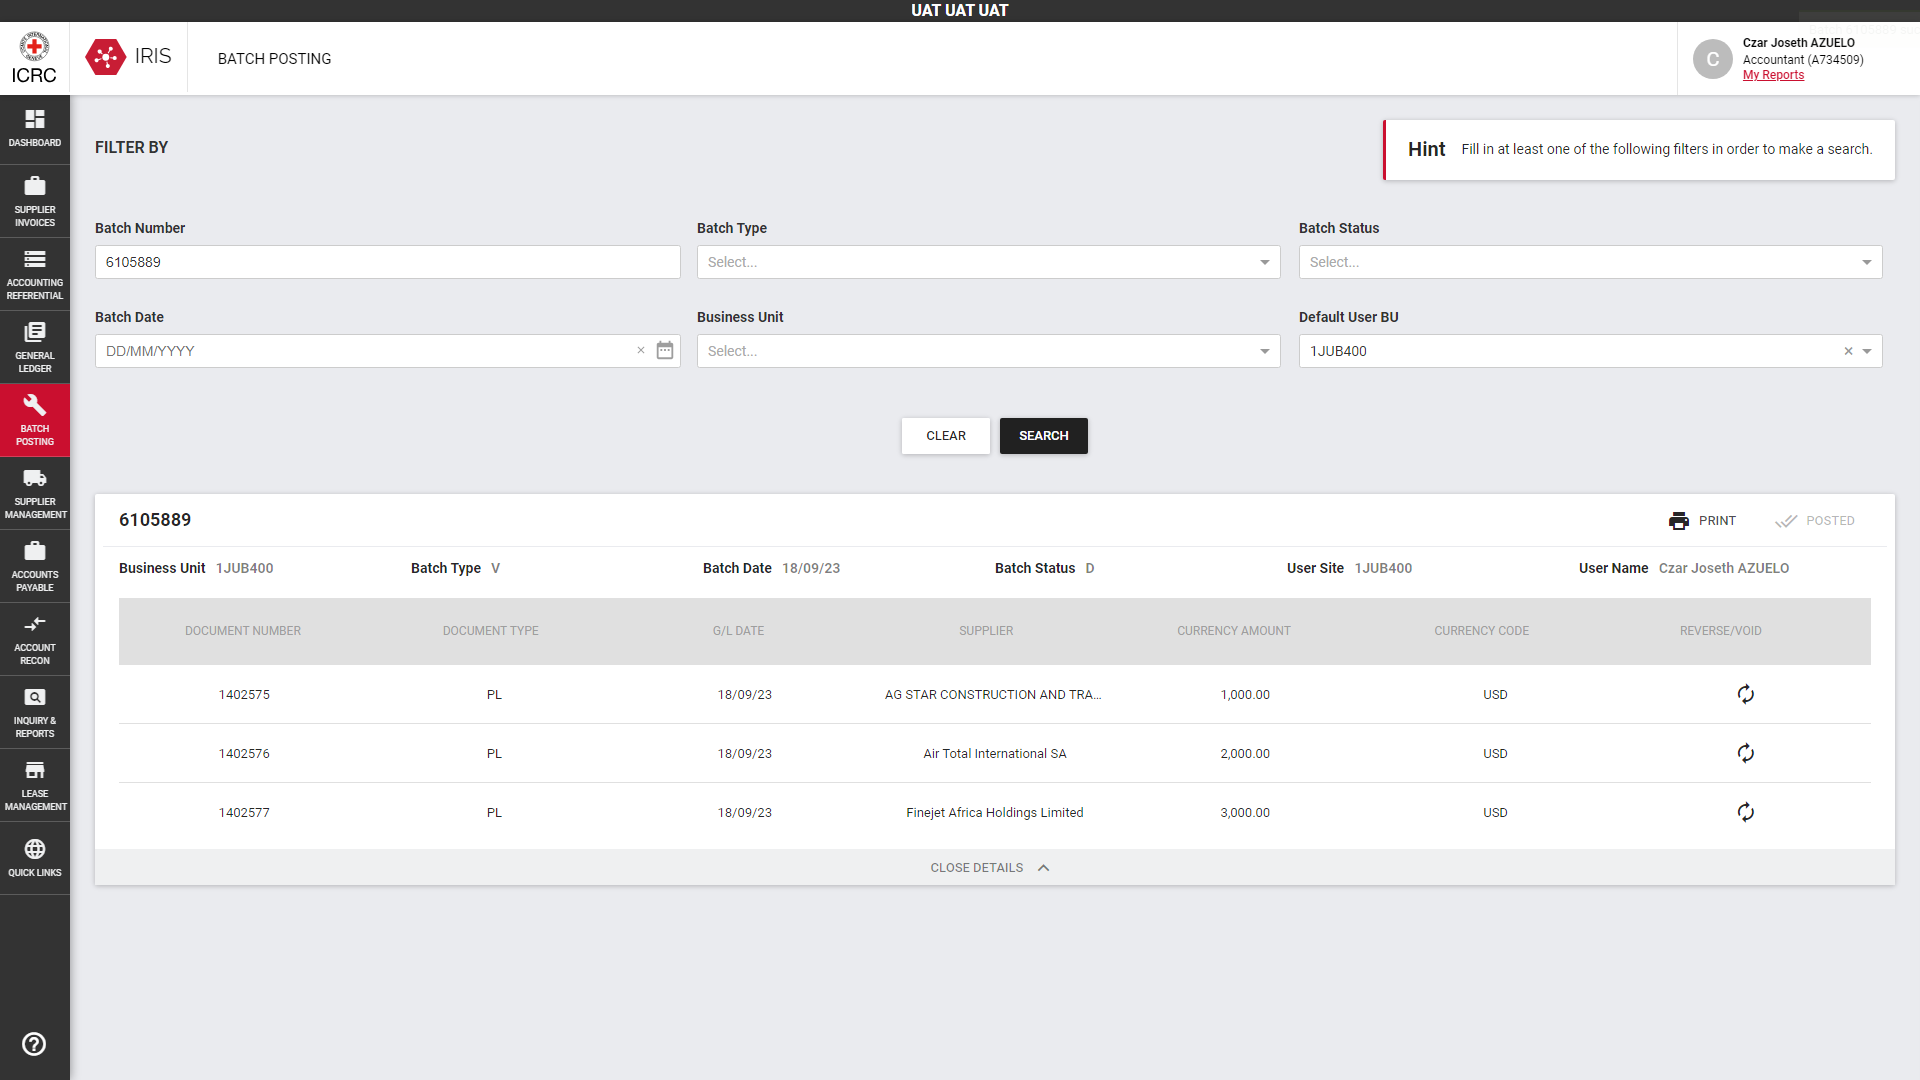 UAT UAT UAT
ICRC
IRIS
BATCH POSTING
C
Czar Joseth AZUELO
Accountant (A734509)
My Reports
DASHBOARD
SUPPLIER
INVOICES
ACCOUNTING
REFERENTIAL
GENERAL
LEDGER
BATCH
POSTING
SUPPLIER
MANAGEMENT
ACCOUNTS
PAYABLE
ACCOUNT
RECON
INQUIRY &
REPORTS
LEASE
MANAGEMENT
QUICK LINKS
FILTER BY
Hint Fill in at least one of the following filters in order to make a search.
Batch Number Batch Type Batch Status
6105889 Select... Select...
Batch Date Business Unit Default User BU
DD/MM/YYYY Select... 1JUB400
CLEAR SEARCH
6105889 PRINT POSTED
Business Unit 1JUB400 Batch Type V Batch Date 18/09/23 Batch Status D User Site 1JUB400 User Name Czar Joseth AZUELO
DOCUMENT NUMBER DOCUMENT TYPE G/L DATE SUPPLIER CURRENCY AMOUNT CURRENCY CODE REVERSE/VOID
1402575 PL 18/09/23 AG STAR CONSTRUCTION AND TRA... 1,000.00 USD
1402576 PL 18/09/23 Air Total International SA 2,000.00 USD
1402577 PL 18/09/23 Finejet Africa Holdings Limited 3,000.00 USD
CLOSE DETAILS